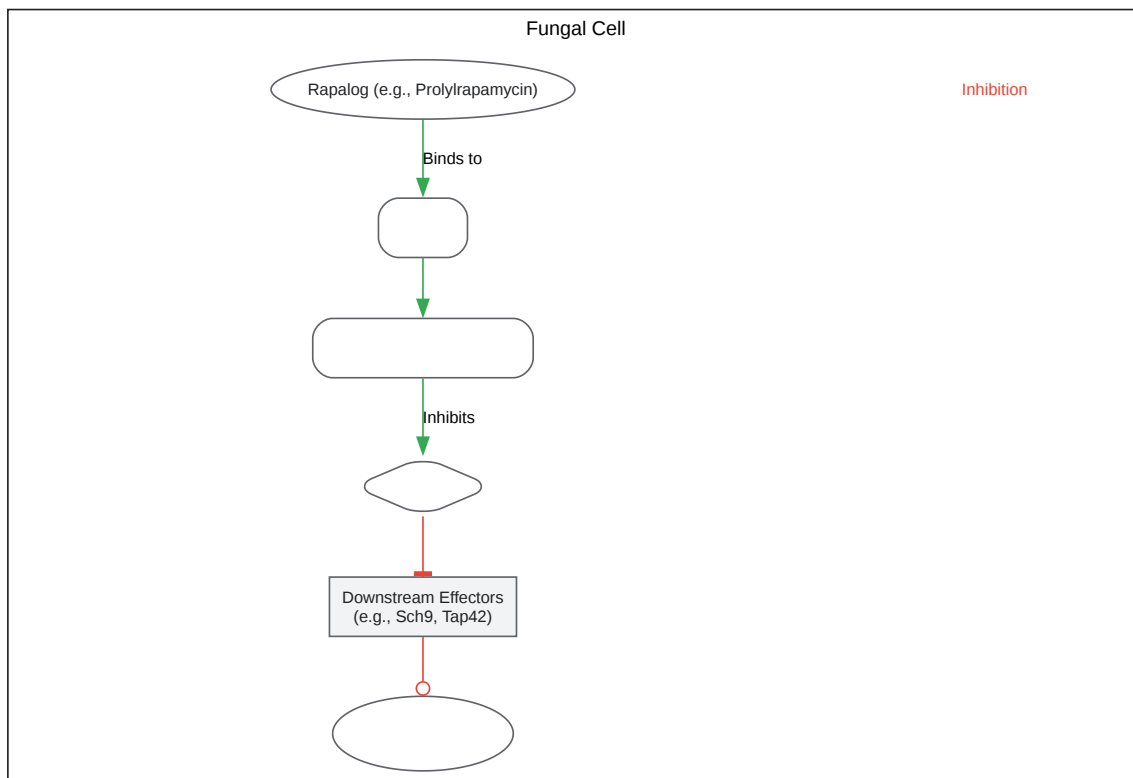 Fungal Cell
Rapalog (e.g., Prolylrapamycin)
Inhibition
Binds to
Inhibits
Downstream Effectors
(e.g., Sch9, Tap42)